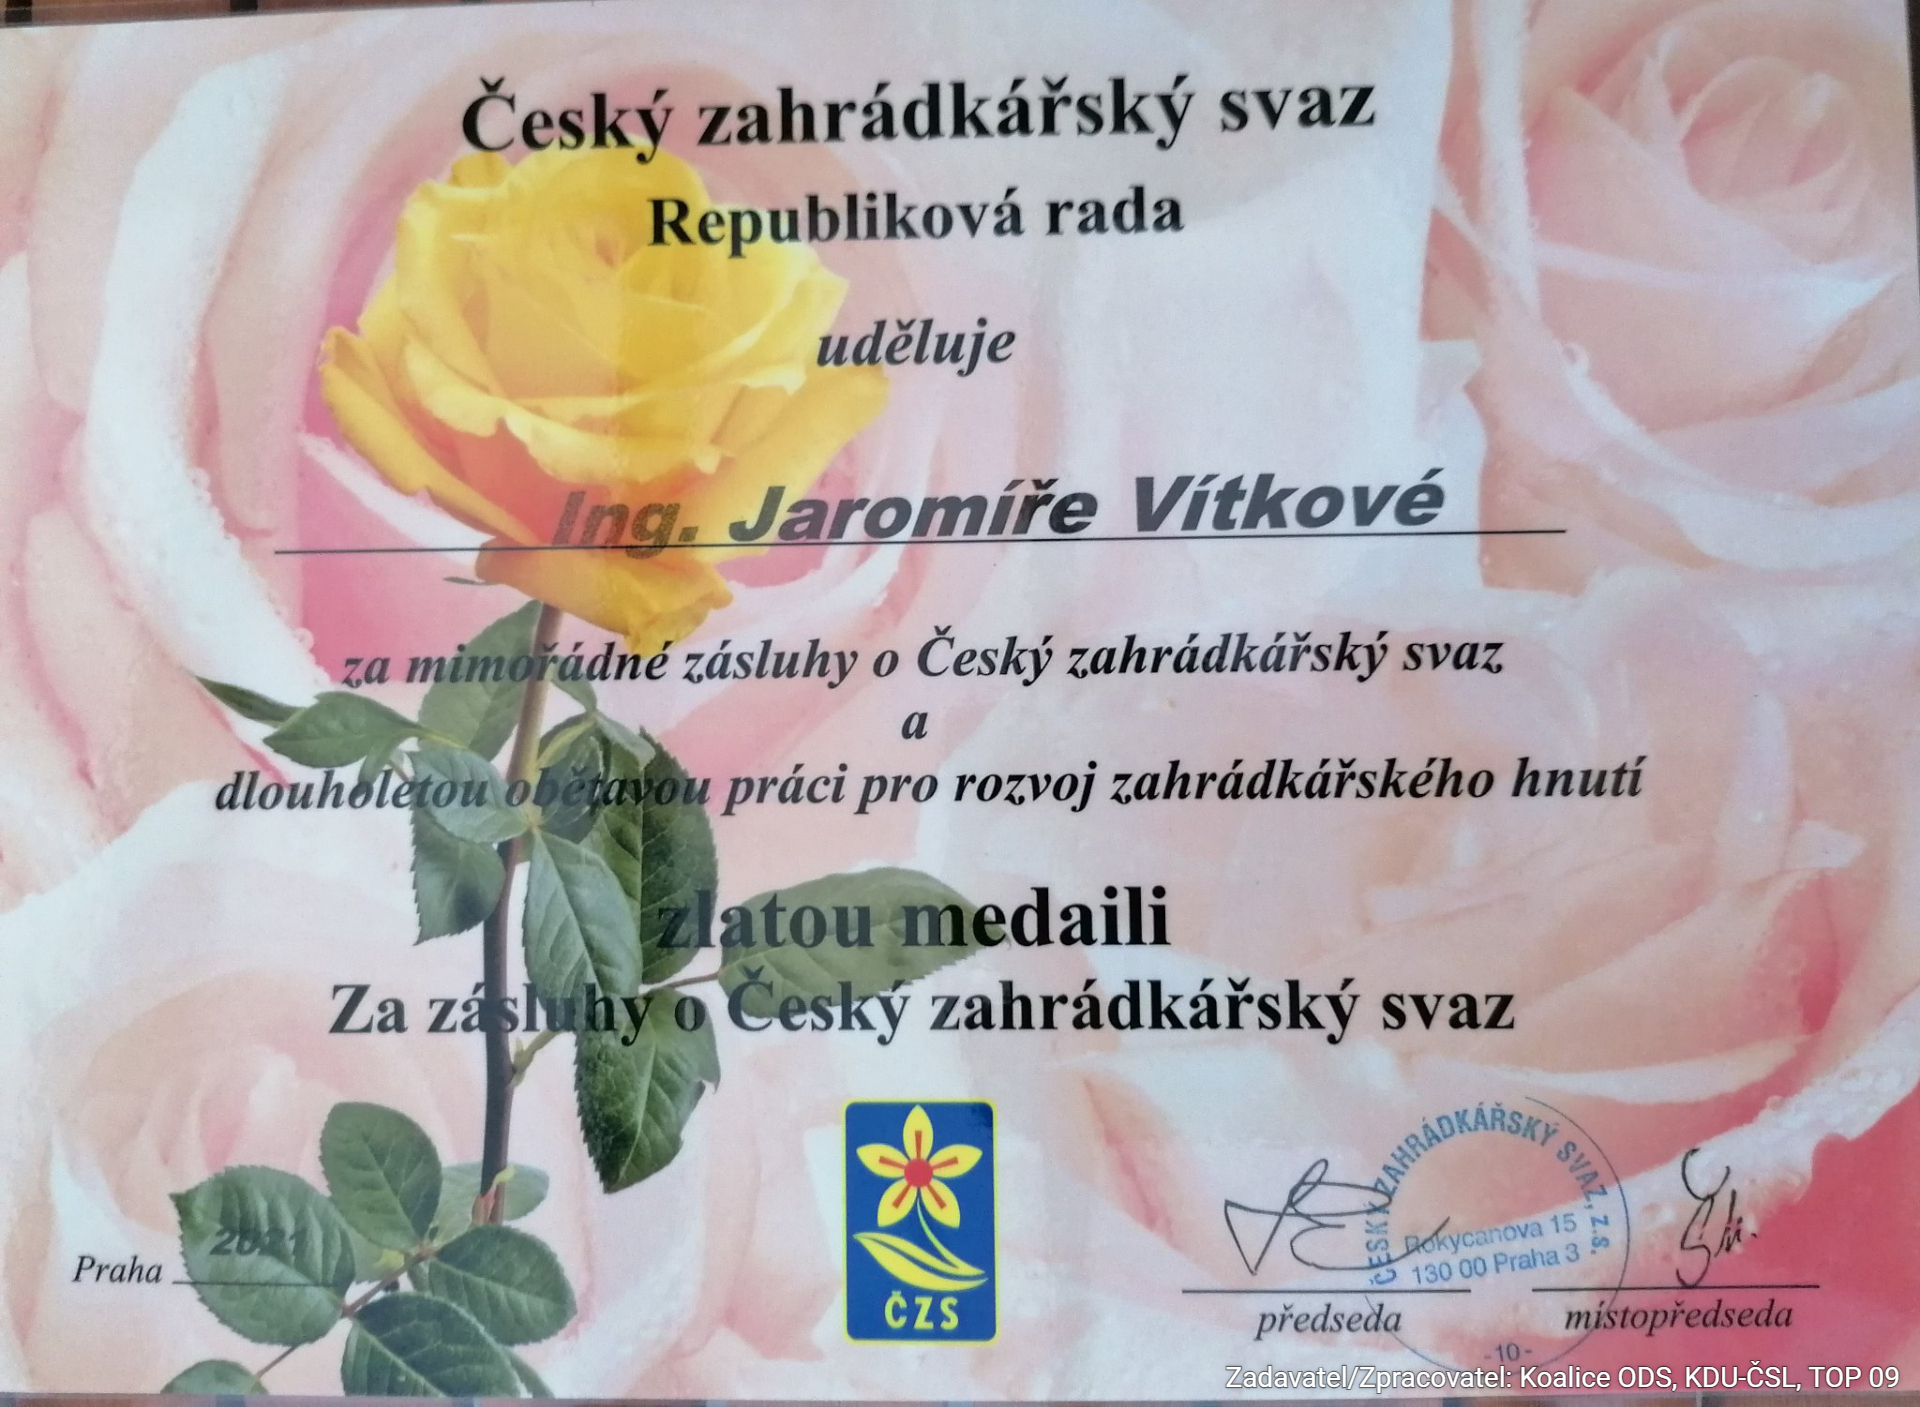 Český zahrádkářský svaz
Republiková rada
uděluje
Ing. Jaromíře Vítkové
za mimořádné zásluhy o Český zahrádkářský svaz
a
dlouholetou obětavou práci pro rozvoj zahrádkářského hnutí
zlatou medaili
Za zásluhy o Český zahrádkářský svaz
Praha 2021
ČZS
ČESKÝ ZAHRÁDKÁŘSKÝ SVAZ, z.s.
Rokycanova 15
130 00 Praha 3
-10-
předseda
místopředseda
Zadavatel/Zpracovatel: Koalice ODS, KDU-ČSL, TOP 09